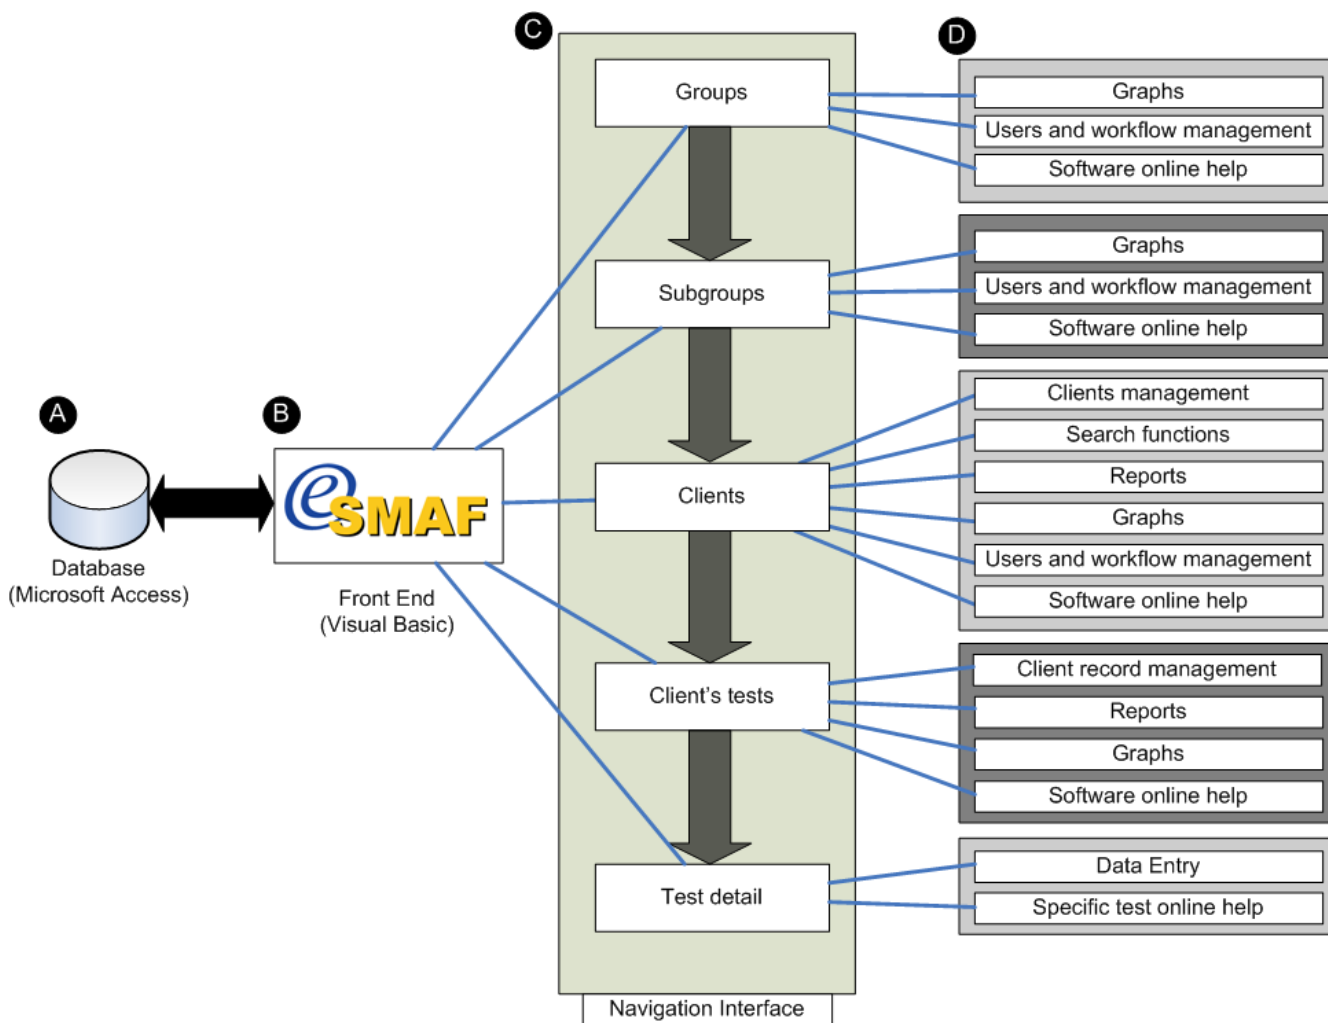 C
D
Groups
Graphs
Users and workflow management
Software online help
Subgroups
Graphs
Users and workflow management
Software online help
A
B
eSMAF
Database
(Microsoft Access)
Front End
(Visual Basic)
Clients
Clients management
Search functions
Reports
Graphs
Users and workflow management
Software online help
Client's tests
Client record management
Reports
Graphs
Software online help
Test detail
Data Entry
Specific test online help
Navigation Interface